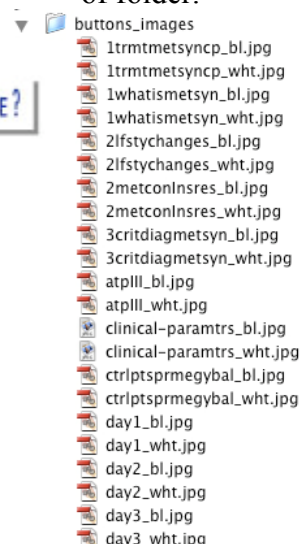 of folder.
buttons_images
1trmtmetsyncp_bl.jpg
E?
1trmtmetsyncp_wht.jpg
1whatismetsyn_bl.jpg
1whatismetsyn_wht.jpg
2lfstychanges_bl.jpg
2lfstychanges_wht.jpg
2metconInsres_bl.jpg
2metconInsres_wht.jpg
3critdiagmetsyn_bl.jpg
3critdiagmetsyn_wht.jpg
atpIII_bl.jpg
atpIII_wht.jpg
clinical-paramtrs_bl.jpg
clinical-paramtrs_wht.jpg
ctrlptsprmegybal_bl.jpg
ctrlptsprmegybal_wht.jpg
day1_bl.jpg
day1_wht.jpg
day2_bl.jpg
day2_wht.jpg
day3_bl.jpg
day3_wht.jpg